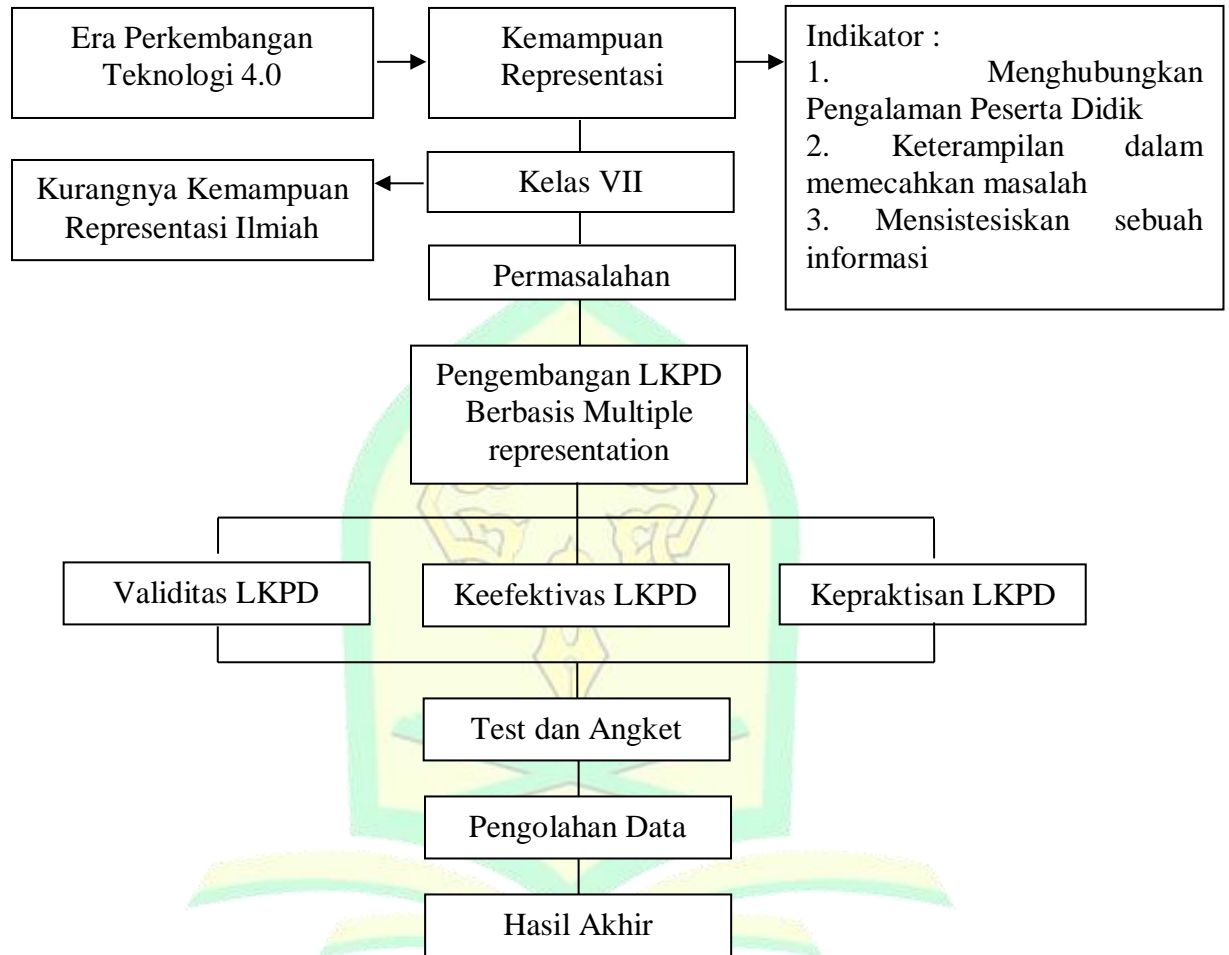 Era Perkembangan
Teknologi 4.0
Kemampuan
Representasi
Indikator :
1. Menghubungkan
Pengalaman Peserta Didik
2. Keterampilan dalam
memecahkan masalah
3. Mensistesiskan sebuah
informasi
Kurangnya Kemampuan
Representasi Ilmiah
Kelas VII
Permasalahan
Pengembangan LKPD
Berbasis Multiple
representation
Validitas LKPD
Keefektivas LKPD
Kepraktisan LKPD
Test dan Angket
Pengolahan Data
Hasil Akhir